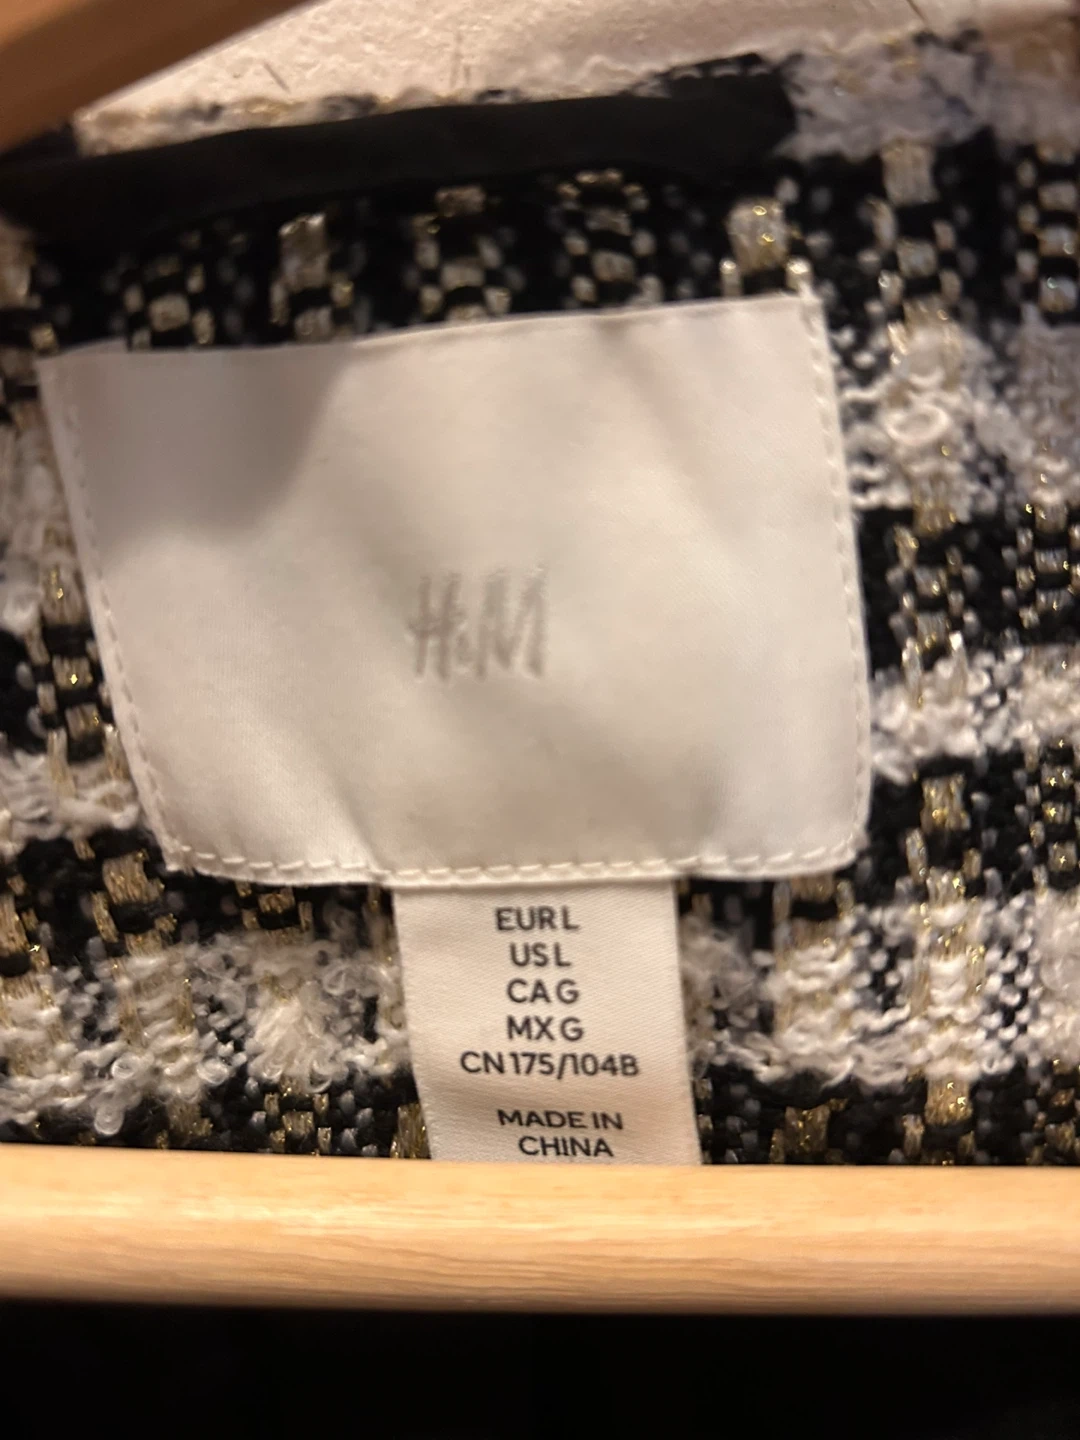 H&M
EUR L
US L
CA G
MX G
CN 175/104B
MADE IN
CHINA